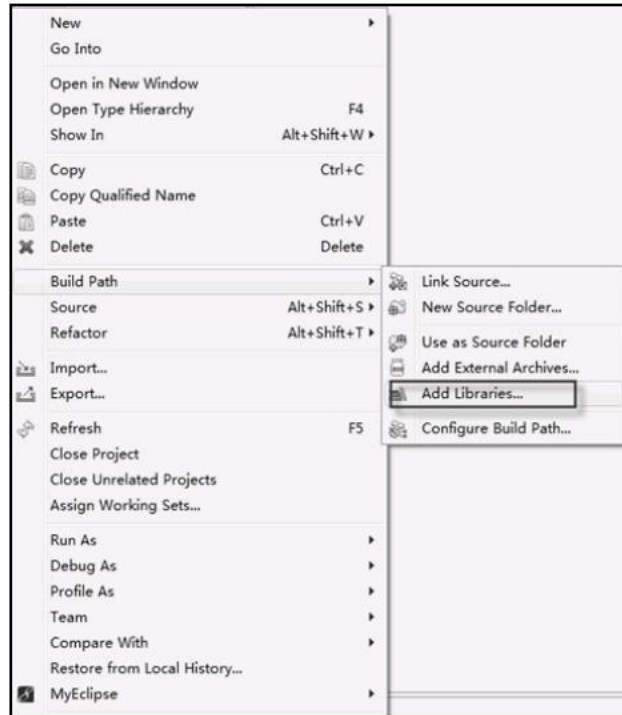 New
Go Into
Open in New Window
Open Type Hierarchy F4
Show In Alt+Shift+W
Copy Ctrl+C
Copy Qualified Name
Paste Ctrl+V
Delete Delete
Build Path
Source Alt+Shift+S
Refactor Alt+Shift+T
Import...
Export...
Refresh F5
Close Project
Close Unrelated Projects
Assign Working Sets...
Run As
Debug As
Profile As
Team
Compare With
Restore from Local History...
MyEclipse
Link Source...
New Source Folder...
Use as Source Folder
Add External Archives...
Add Libraries...
Configure Build Path...